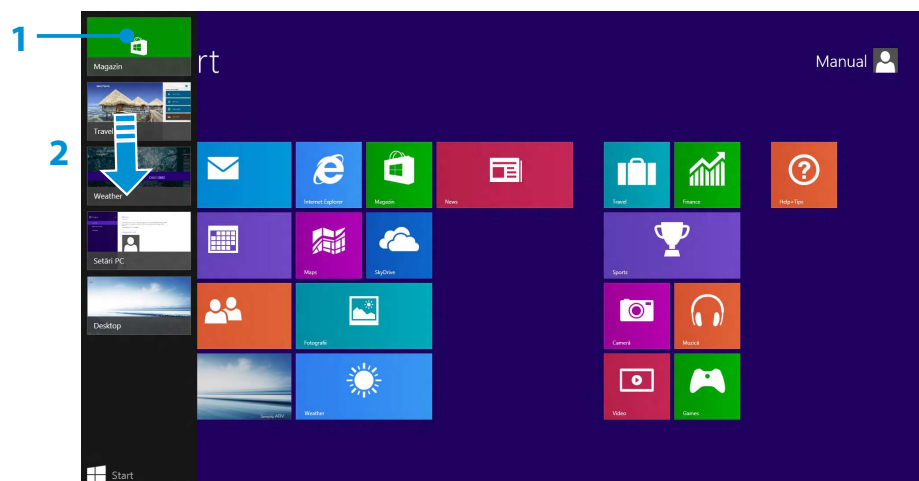 1
Magazin
rt
Manual
Travel
2
Weather
Internet Explorer
Magazin
News
Travel
Finance
Help+Tips
Setări PC
Maps
SkyDrive
Sports
Desktop
Fotografii
Cameră
Muzică
Weather
Video
Games
Start